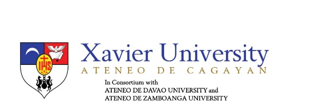 Xavier University
ATENEO DE CAGAYAN
In Consortium with
ATENEO DE DAVAO UNIVERSITY and
ATENEO DE ZAMBOANGA UNIVERSITY